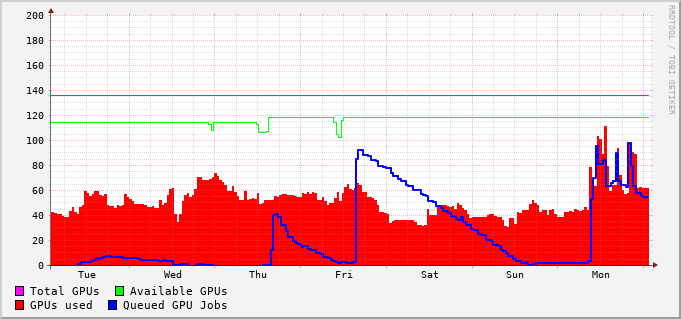 200
180
160
140
120
100
80
60
40
20
0
Tue Wed Thu Fri Sat Sun Mon
Total GPUs Available GPUs
GPUs used Queued GPU Jobs
RRDTOOL / TOBI OETIKER